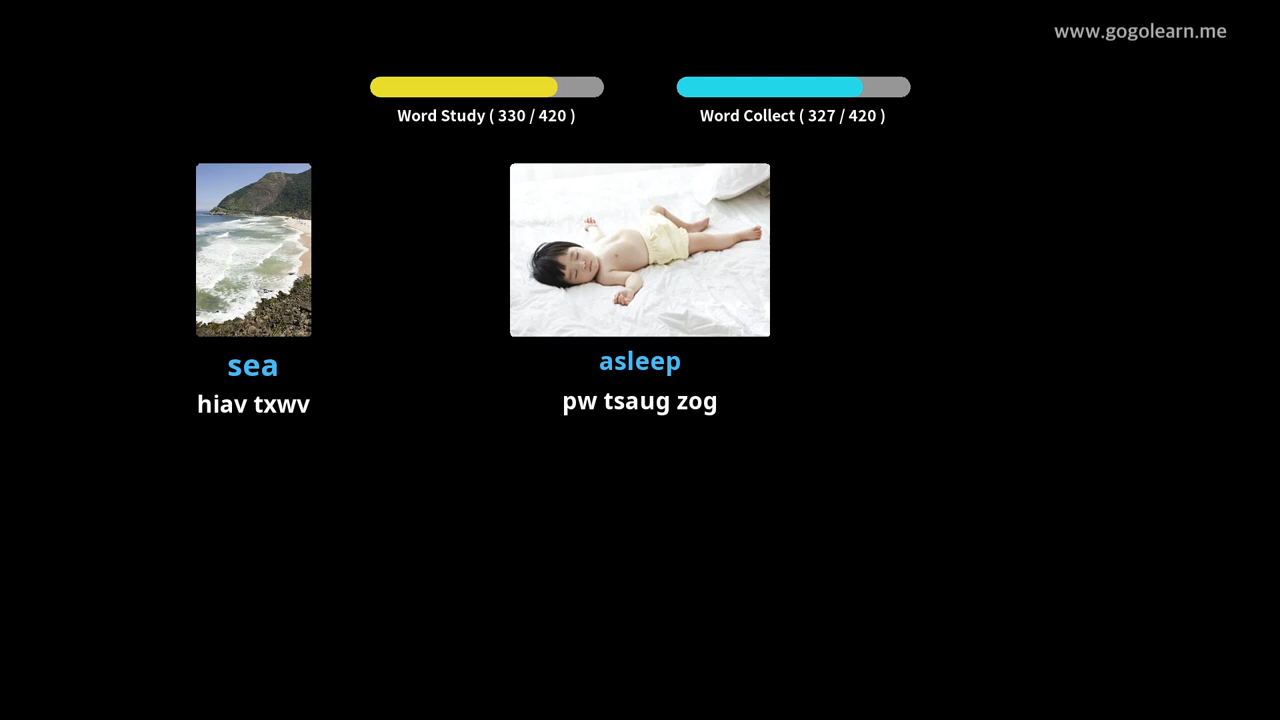 www.gogolearn.me
Word Study ( 330 / 420 )
Word Collect ( 327 / 420 )
sea
hiav txwv
asleep
pw tsaug zog